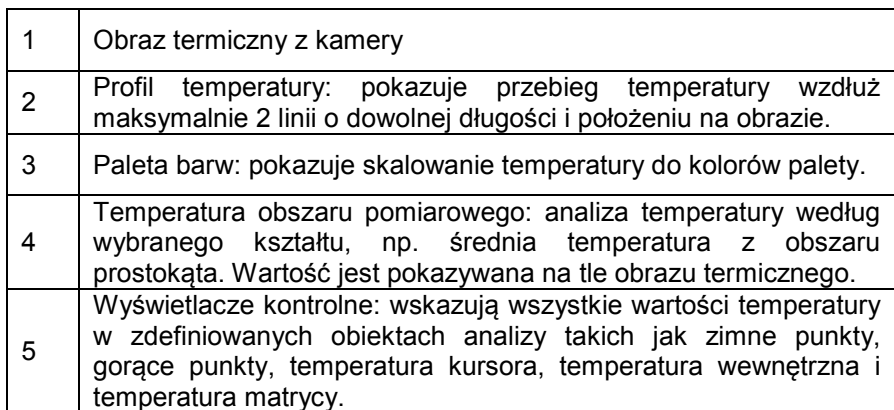 1 Obraz termiczny z kamery
2 Profil temperatury: pokazuje przebieg temperatury wzdłuż
maksymalnie 2 linii o dowolnej długości i położeniu na obrazie.
3 Paleta barw: pokazuje skalowanie temperatury do kolorów palety.
4 Temperatura obszaru pomiarowego: analiza temperatury według
wybranego kształtu, np. średnia temperatura z obszaru
prostokąta. Wartość jest pokazywana na tle obrazu termicznego.
5 Wyświetlacze kontrolne: wskazują wszystkie wartości temperatury
w zdefiniowanych obiektach analizy takich jak zimne punkty,
gorące punkty, temperatura kursora, temperatura wewnętrzna i
temperatura matrycy.